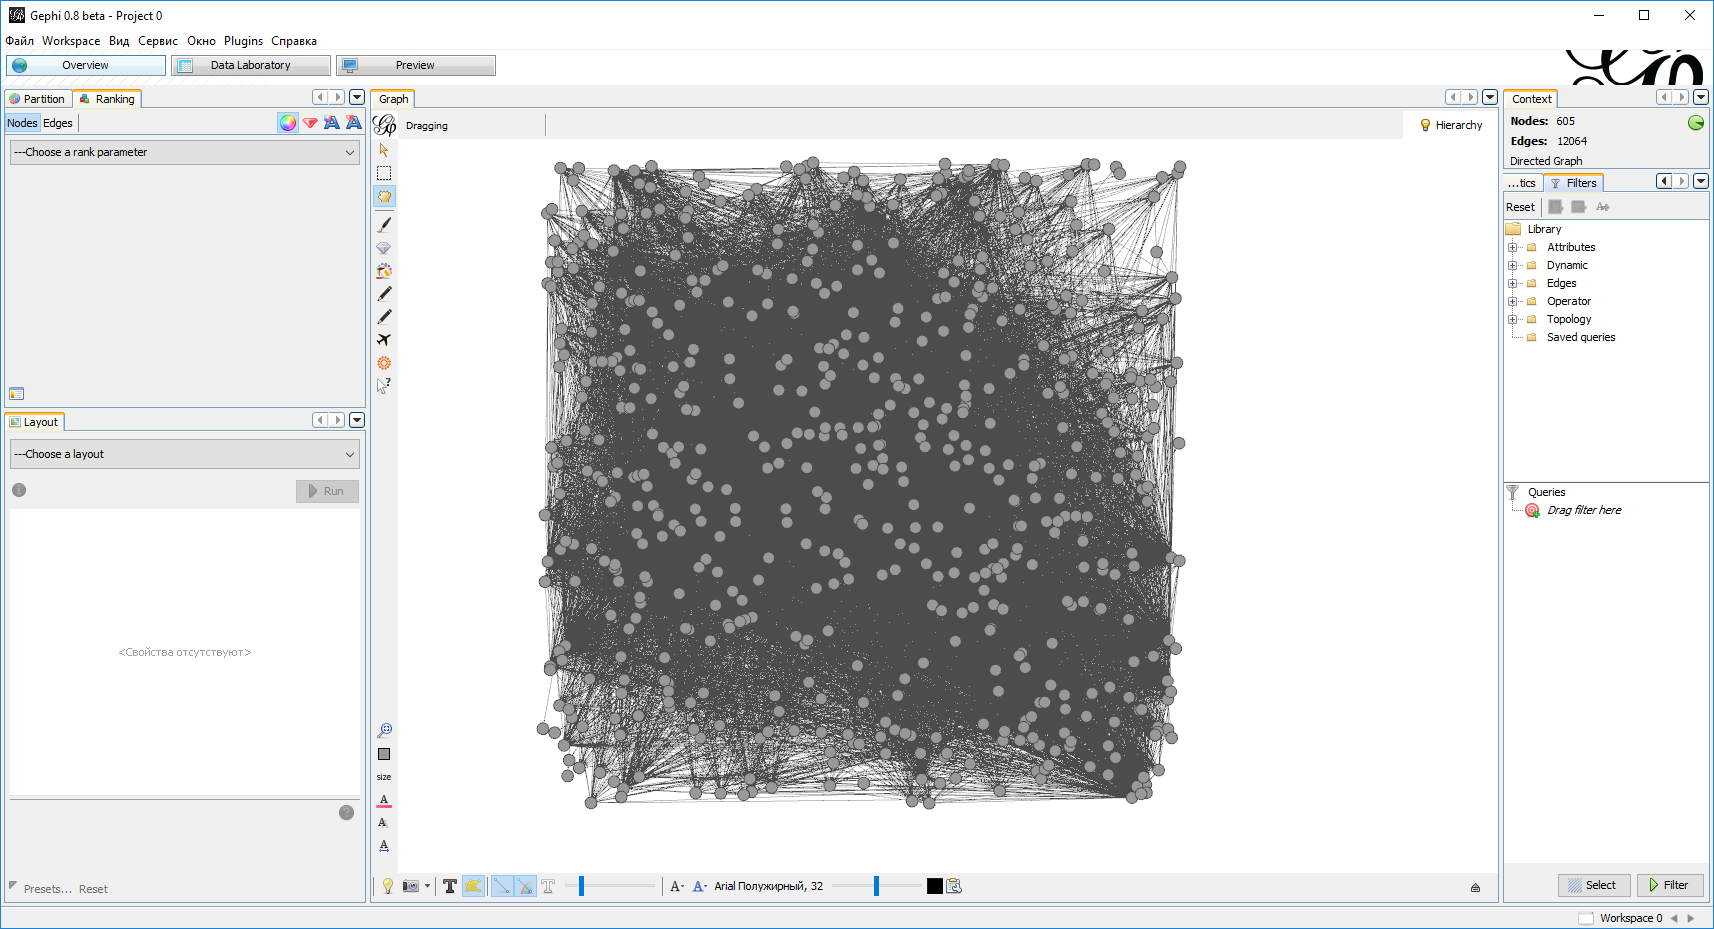 Gephi 0.8 beta - Project 0
Файл Workspace Вид Сервис Окно Plugins Справка
Overview Data Laboratory Preview
Partition Ranking
Nodes Edges
---Choose a rank parameter
Layout
---Choose a layout
Run
<Свойства отсутствуют>
Presets... Reset
Graph
Dragging
Hierarchy
size
A
A
A
T T A- A- Arial Полужирный, 32
Context
Nodes: 605
Edges: 12064
Directed Graph
...tics Filters
Reset
Library
Attributes
Dynamic
Edges
Operator
Topology
Saved queries
Queries
Drag filter here
Select Filter
Workspace 0